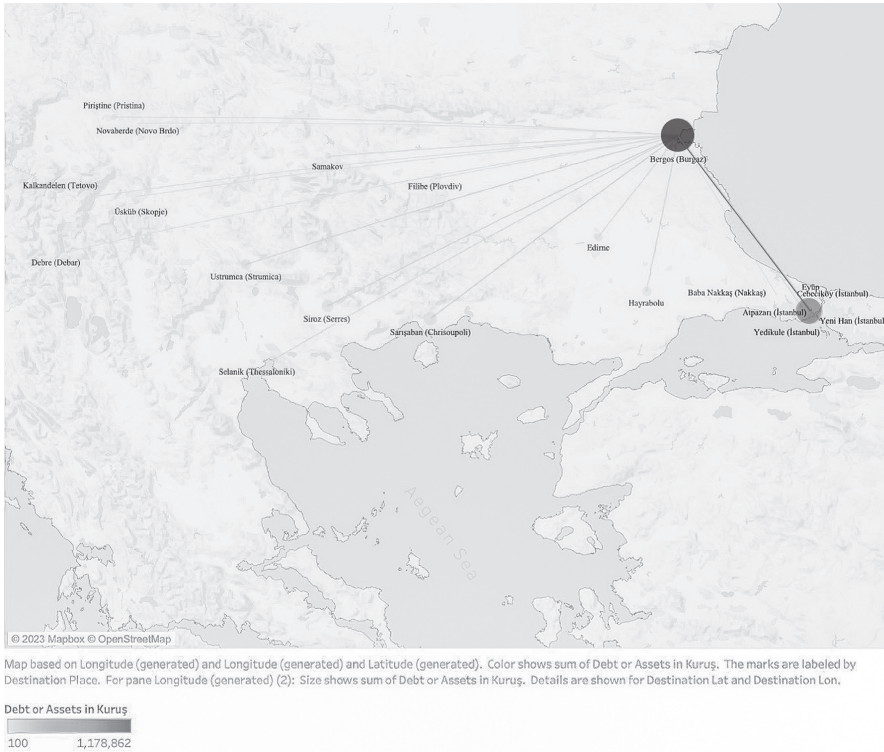 Piriştine (Pristina)
Novaberde (Novo Brdo)
Bergos (Burgaz)
Samakov
Kalkandelen (Tetovo)
Filibe (Plovdiv)
Üsküb (Skopje)
Edirne
Debre (Debar)
Ustrumca (Strumica)
Eyüp
Baba Nakkaş (Nakkaş)
Cebeciköy (İstanbul)
Hayrabolu
Atpazarı (İstanbul)
Siroz (Serres)
Yeni Han (İstanbul
Sarışaban (Chrisoupoli)
Yedikule (İstanbul)
Selanik (Thessaloniki)
Aegean Sea
© 2023 Mapbox © OpenStreetMap
Map based on Longitude (generated) and Longitude (generated) and Latitude (generated). Color shows sum of Debt or Assets in Kuruş. The marks are labeled by
Destination Place. For pane Longitude (generated) (2): Size shows sum of Debt or Assets in Kuruş. Details are shown for Destination Lat and Destination Lon.
Debt or Assets in Kuruş
100 1,178,862